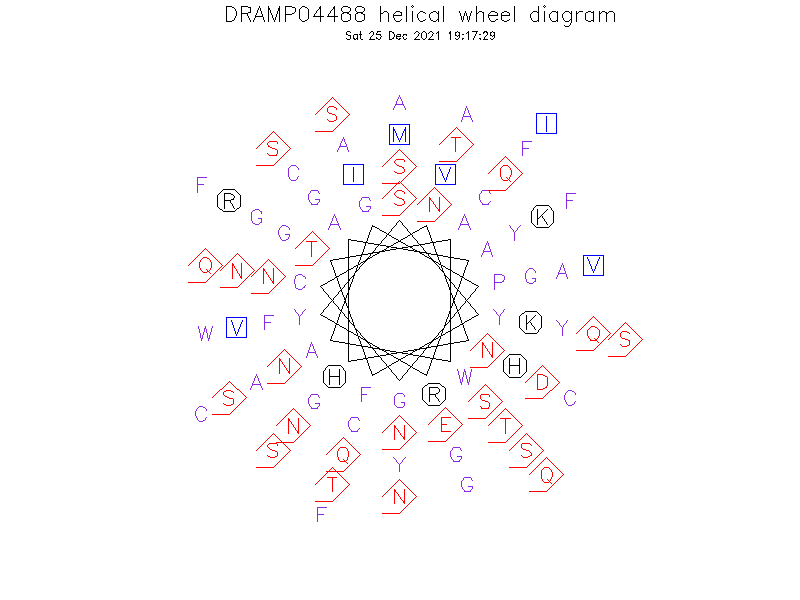 DRAMP04488 helical wheel diagram
Sat 25 Dec 2021 19:17:29
A
S A
I
M
A T
S F
S
C I V Q
F
R G S C F
G N
G K
A A
G Y
T A
Q V
N A
N G
C P
Y Y
F K
V Y
W Q
S
A N
N H
H W
A D
F R
S G G S C
C
N C E T
N
S S
Q G
Y
Q
T G
N
F